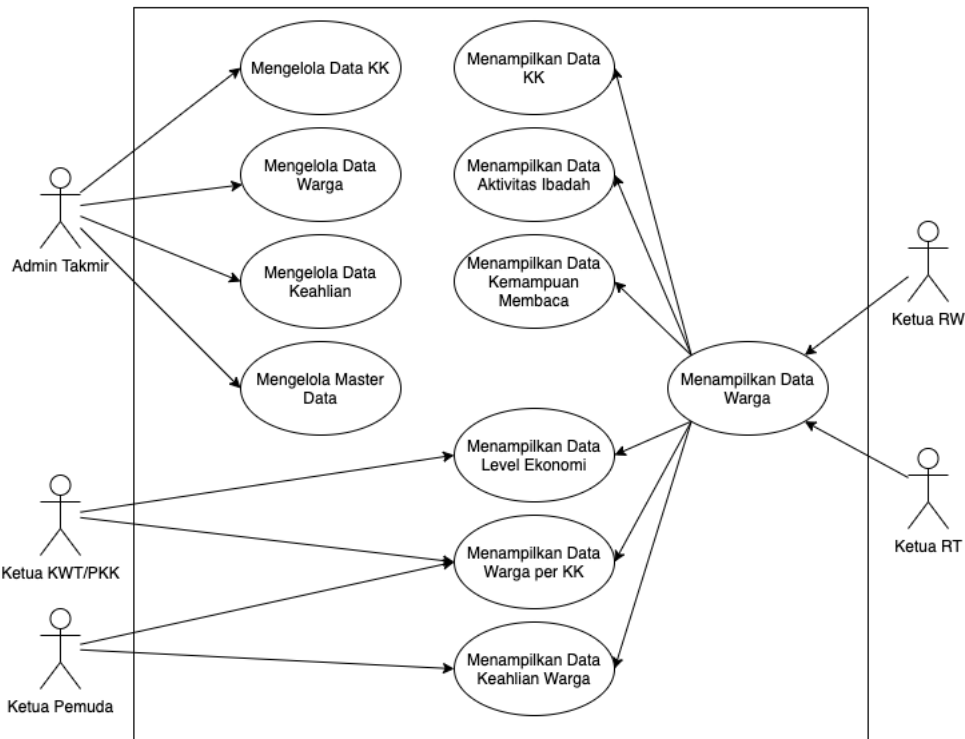 Mengelola Data KK
Menampilkan Data
KK
Mengelola Data
Warga
Menampilkan Data
Aktivitas Ibadah
Admin Takmir
Mengelola Data
Keahlian
Menampilkan Data
Kemampuan
Membaca
Ketua RW
Mengelola Master
Data
Menampilkan Data
Warga
Menampilkan Data
Level Ekonomi
Ketua RT
Ketua KWT/PKK
Menampilkan Data
Warga per KK
Ketua Pemuda
Menampilkan Data
Keahlian Warga